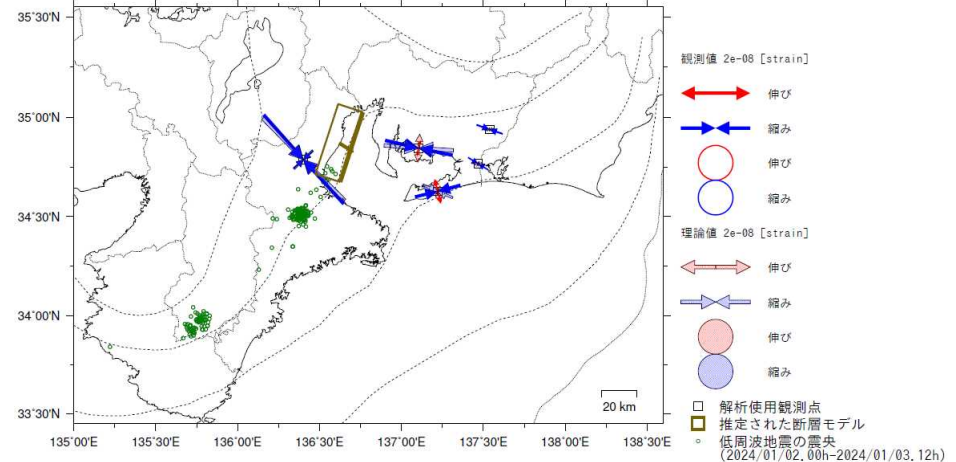 35˚30'N
35˚00'N
34˚30'N
34˚00'N
33˚30'N
135˚00'E
135˚30'E
136˚00'E
136˚30'E
137˚00'E
137˚30'E
138˚00'E
138˚30'E
20 km
観測値 2e-08 [strain]
伸び
縮み
伸び
縮み
理論値 2e-08 [strain]
伸び
縮み
伸び
縮み
解析使用観測点
推定された断層モデル
低周波地震の震央
(2024/01/02.00h-2024/01/03.12h)